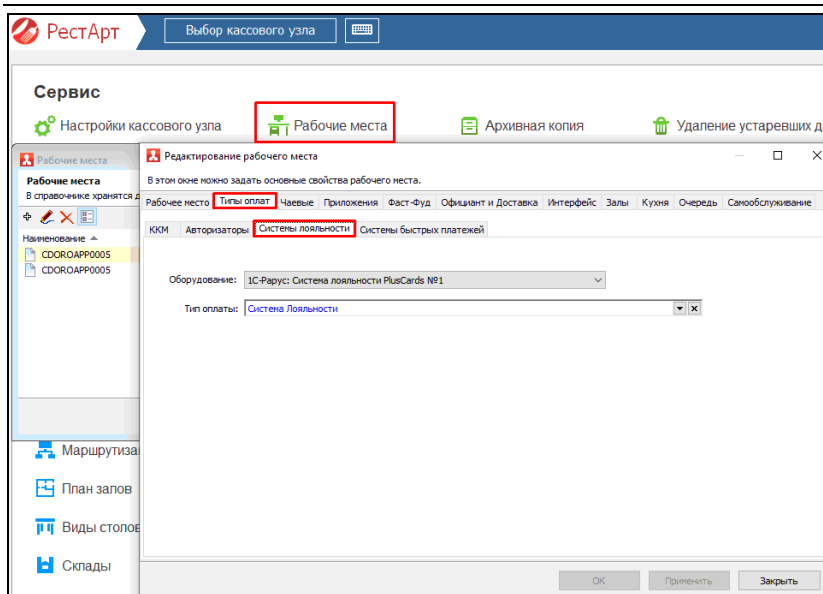 РестАрт
Выбор кассового узла
Сервис
Настройки кассового узла
Рабочие места
Архивная копия
Удаление устаревших д
Рабочие места
Рабочие места
В справочнике хранятся д
Наименование
CDOROAPP0005
CDOROAPP0005
Редактирование рабочего места
В этом окне можно задать основные свойства рабочего места.
Рабочее место Типы оплат Чаевые Приложения Фаст-Фуд Официант и Доставка Интерфейс Залы Кухня Очередь Самообслуживание
ККМ Авторизаторы Системы лояльности Системы быстрых платежей
Оборудование: 1С-Рарус: Система лояльности PlusCards №1
Тип оплаты: Система Лояльности
Маршрутиза
План залов
Виды столов
Склады
ОК Применить Закрыть